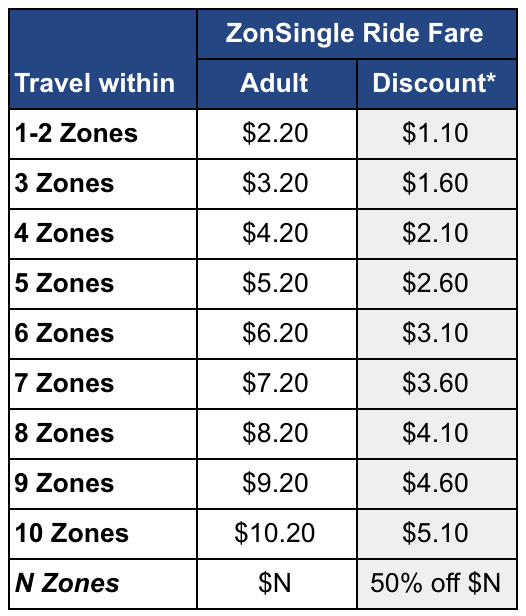 ZonSingle Ride Fare
Travel within Adult Discount*
1-2 Zones $2.20 $1.10
3 Zones $3.20 $1.60
4 Zones $4.20 $2.10
5 Zones $5.20 $2.60
6 Zones $6.20 $3.10
7 Zones $7.20 $3.60
8 Zones $8.20 $4.10
9 Zones $9.20 $4.60
10 Zones $10.20 $5.10
N Zones $N 50% off $N